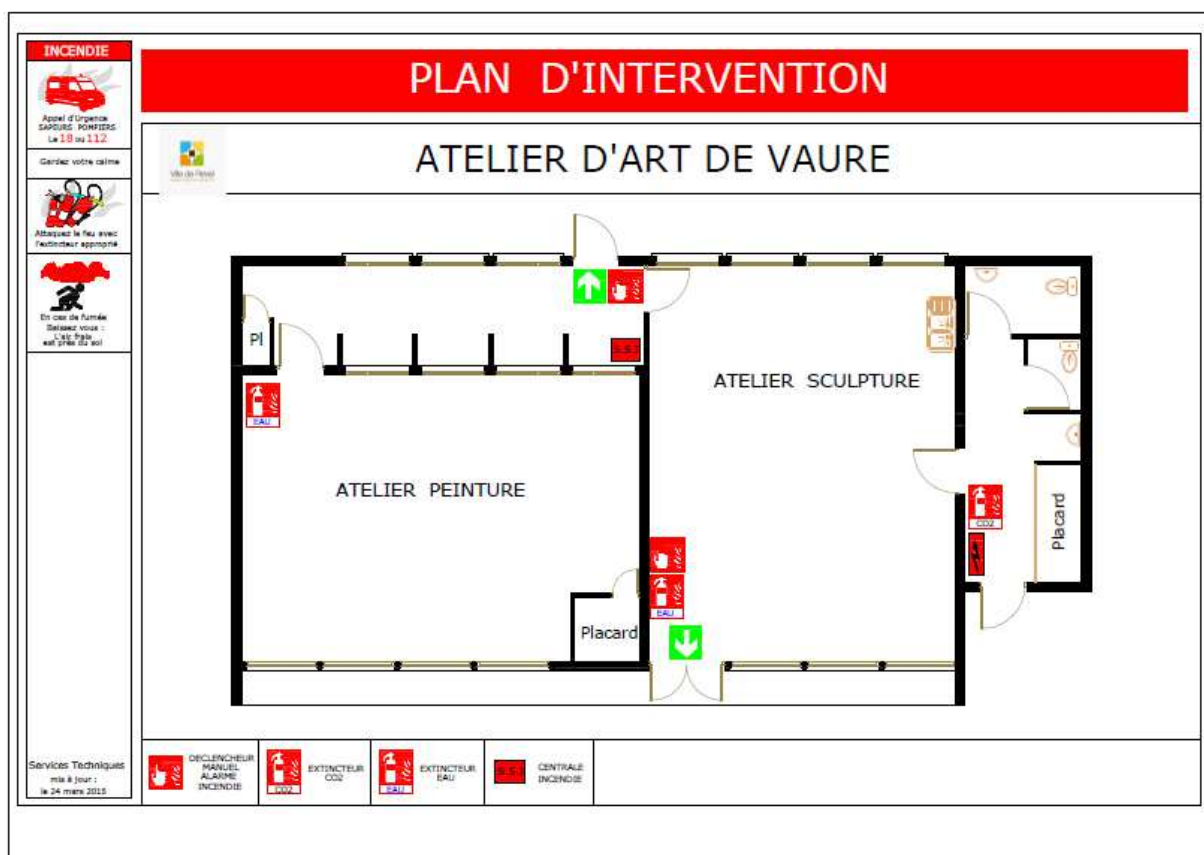 INCENDIE
Appel d'Urgence
SAPEURS POMPIERS
Le 18 ou 112
Gardez votre calme
Attaquez le feu avec
l'extincteur approprié
En cas de fumée
Baissez vous :
L'air frais
est près du sol
Services Techniques
mis à jour :
le 24 mars 2015
PLAN D'INTERVENTION
Ville de Revel
ATELIER D'ART DE VAURE
Pl
S.S.I
EAU
ATELIER SCULPTURE
ATELIER PEINTURE
CO2
Placard
EAU
Placard
DECLENCHEUR
MANUEL
ALARME
INCENDIE
CO2
EXTINCTEUR
CO2
EAU
EXTINCTEUR
EAU
S.S.I
CENTRALE
INCENDIE